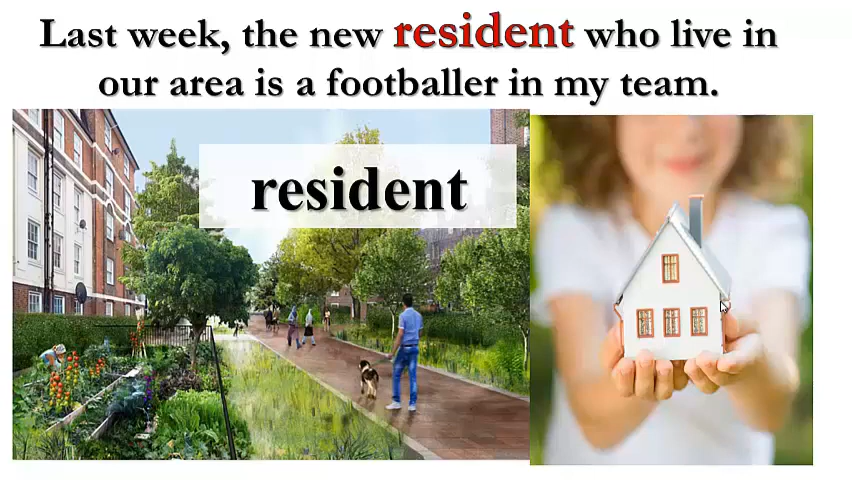 Last week, the new resident who live in
our area is a footballer in my team.
resident